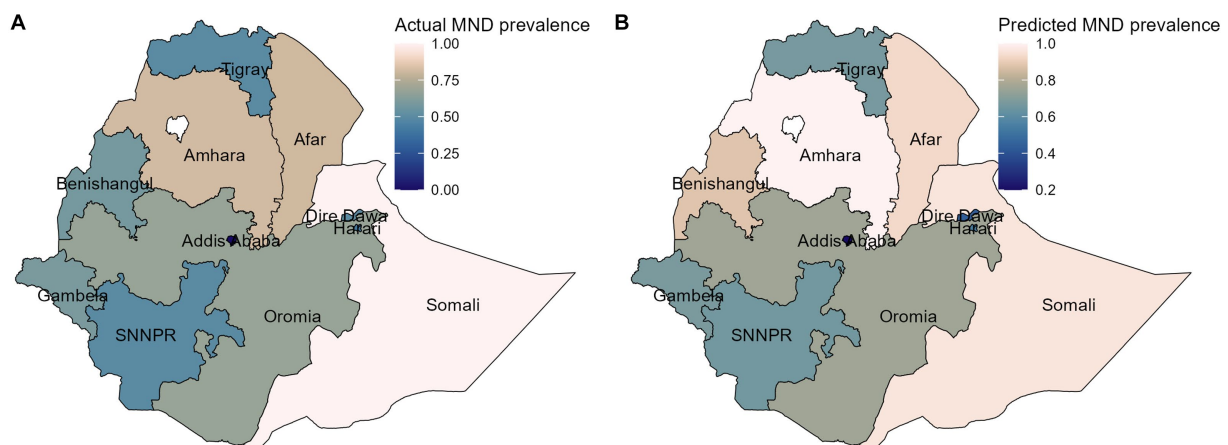 A
Actual MND prevalence
1.00
0.75
0.50
0.25
0.00
Tigray
Afar
Amhara
Benishangul
Dire Dawa
Harari
Addis Ababa
Gambela
Somali
Oromia
SNNPR
B
Predicted MND prevalence
1.0
0.8
0.6
0.4
0.2
Tigray
Afar
Amhara
Benishangul
Dire Dawa
Harari
Addis Ababa
Gambela
Somali
Oromia
SNNPR